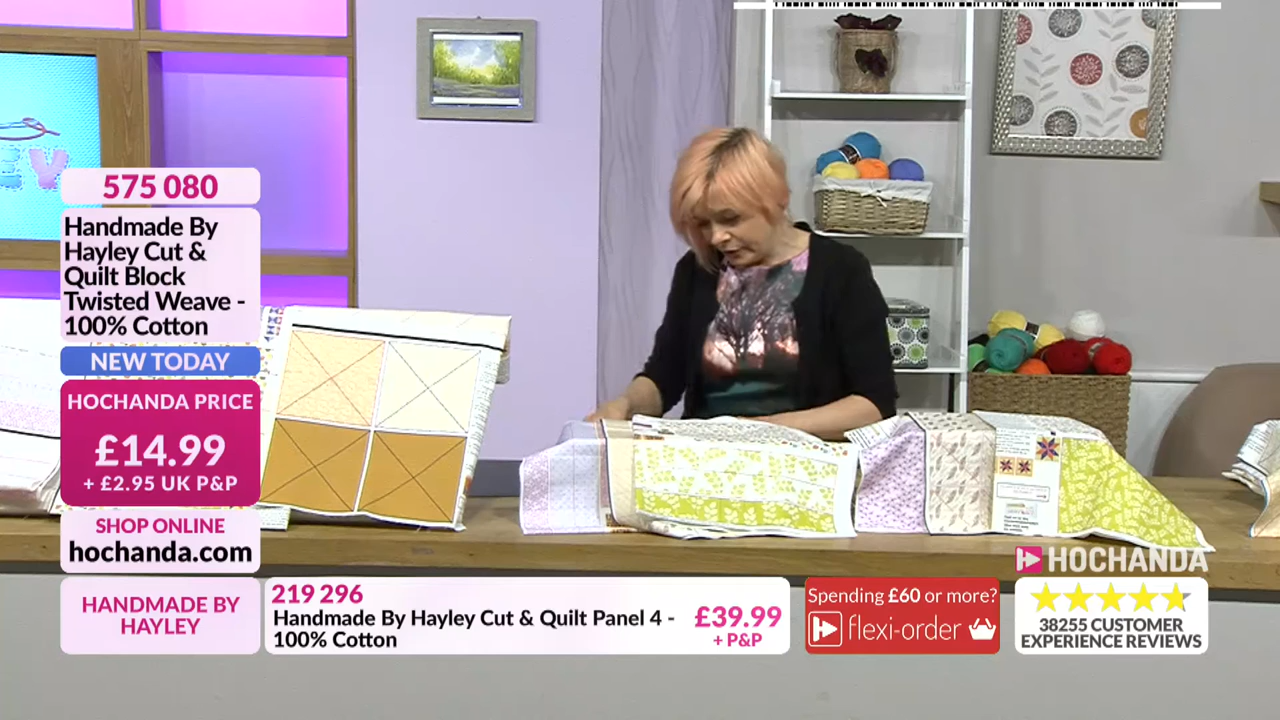 EY
575 080
Handmade By
Hayley Cut &
Quilt Block
Twisted Weave -
100% Cotton
NEW TODAY
HOCHANDA PRICE
£14.99
+ £2.95 UK P&P
SHOP ONLINE
hochanda.com
HANDMADE BY
HAYLEY
219 296
Handmade By Hayley Cut & Quilt Panel 4 -
100% Cotton
£39.99
+ P&P
Spending £60 or more?
flexi-order
HOCHANDA
38255 CUSTOMER
EXPERIENCE REVIEWS